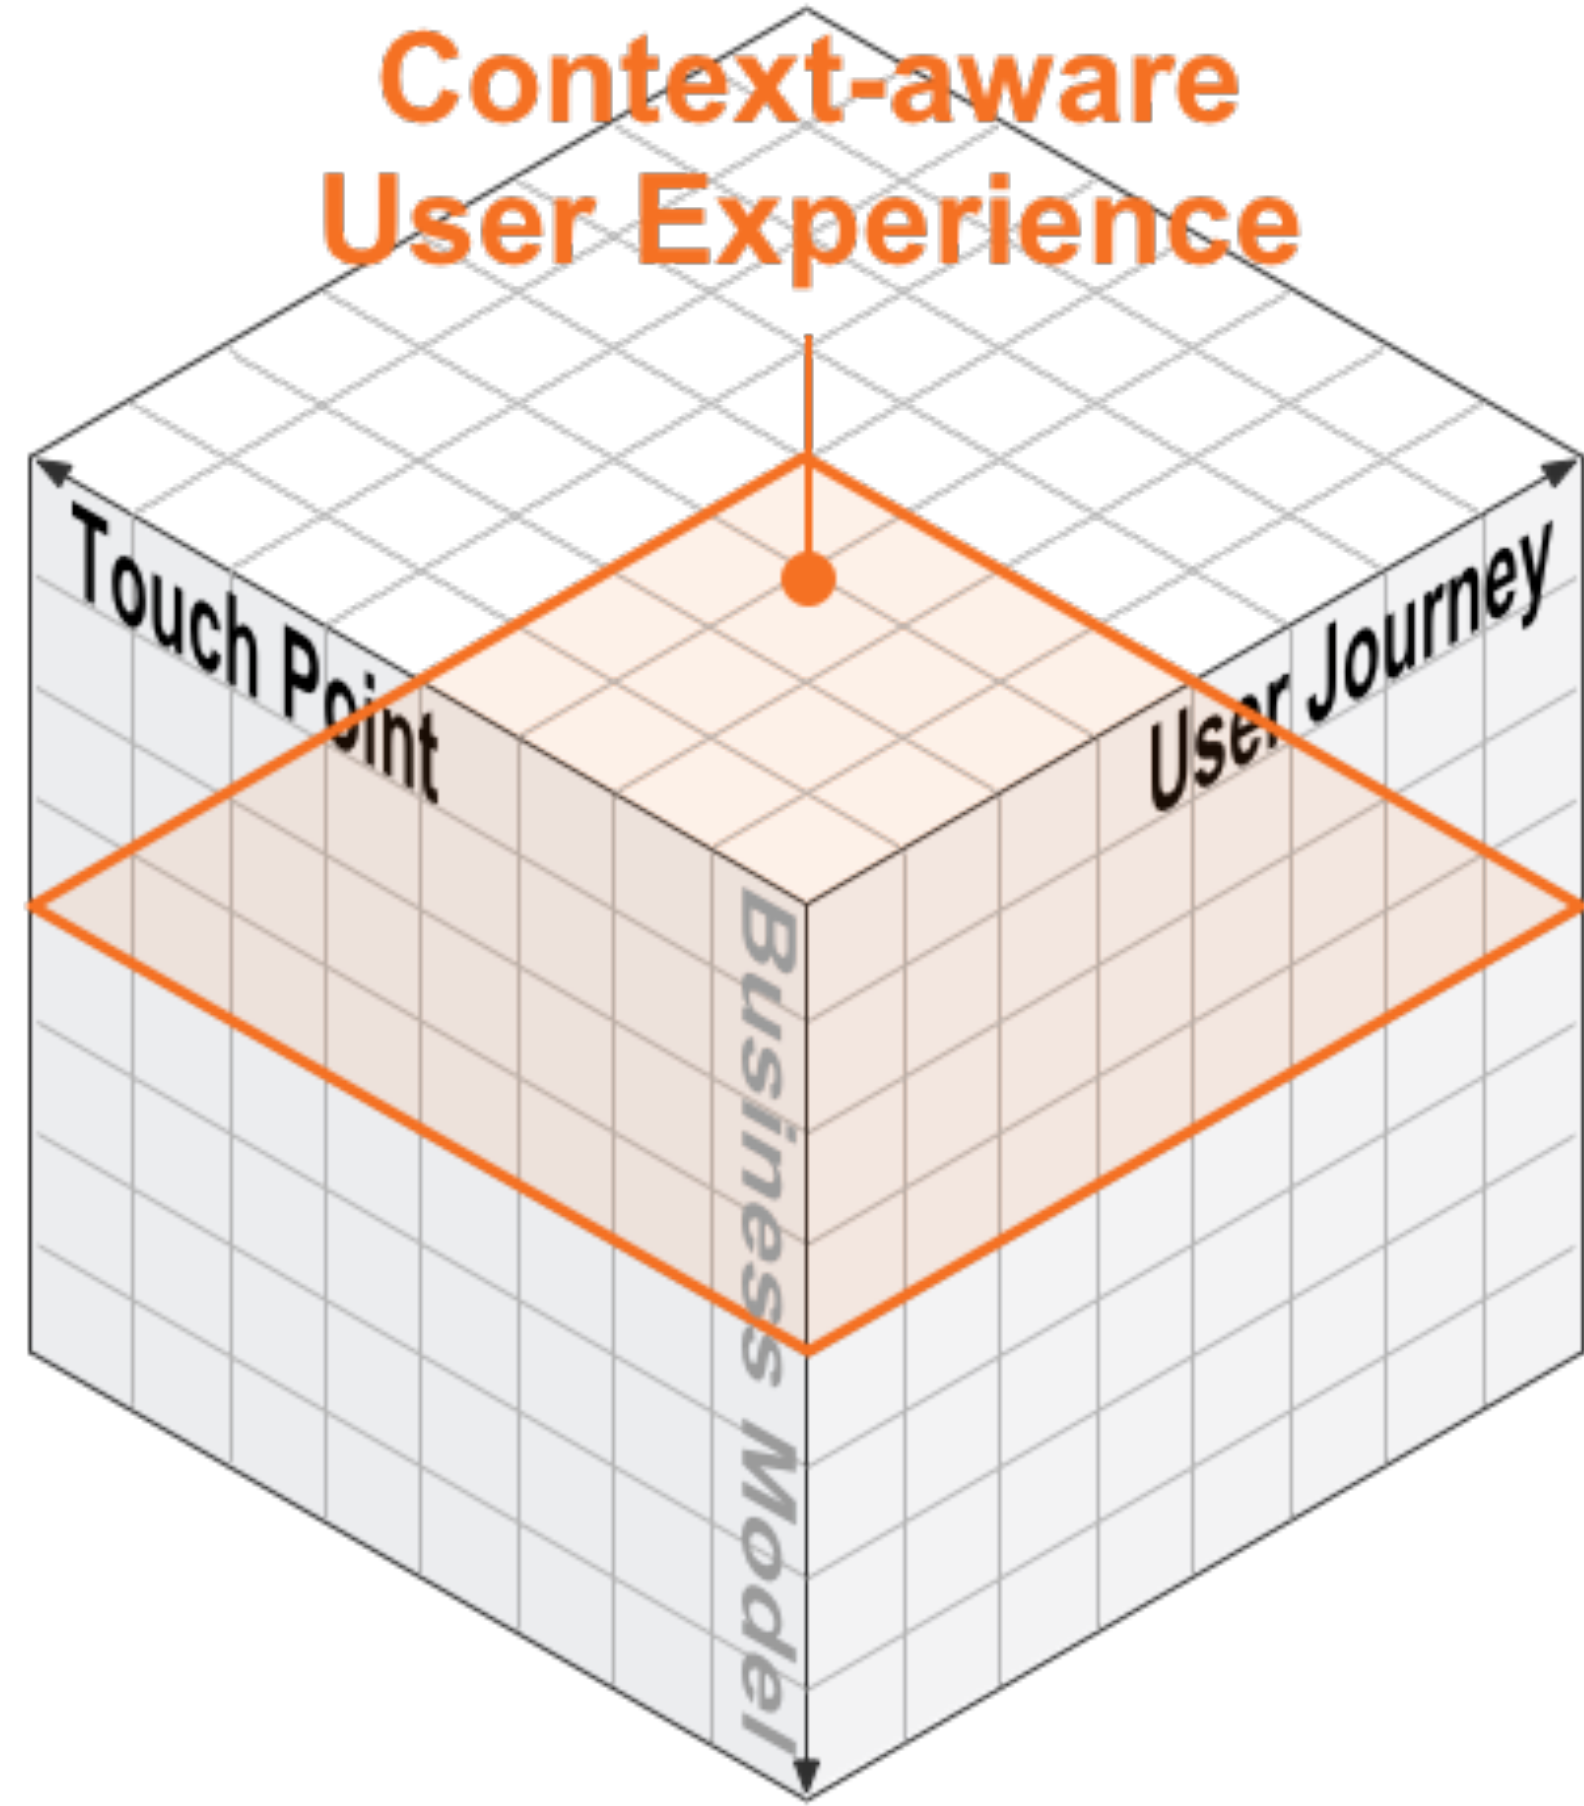 Context-aware
User Experience
Touch Point
User Journey
Business Model